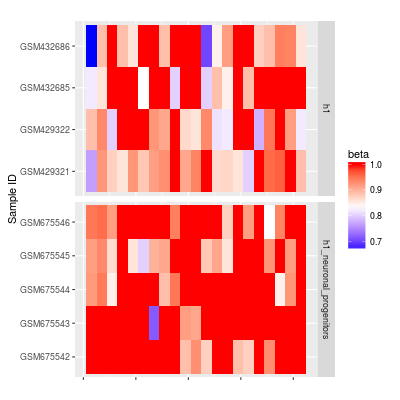 Sample ID
GSM432686
GSM432685
GSM429322
GSM429321
h1
GSM675546
GSM675545
GSM675544
GSM675543
GSM675542
h1_neuronal_progenitors
beta
1.0
0.9
0.8
0.7